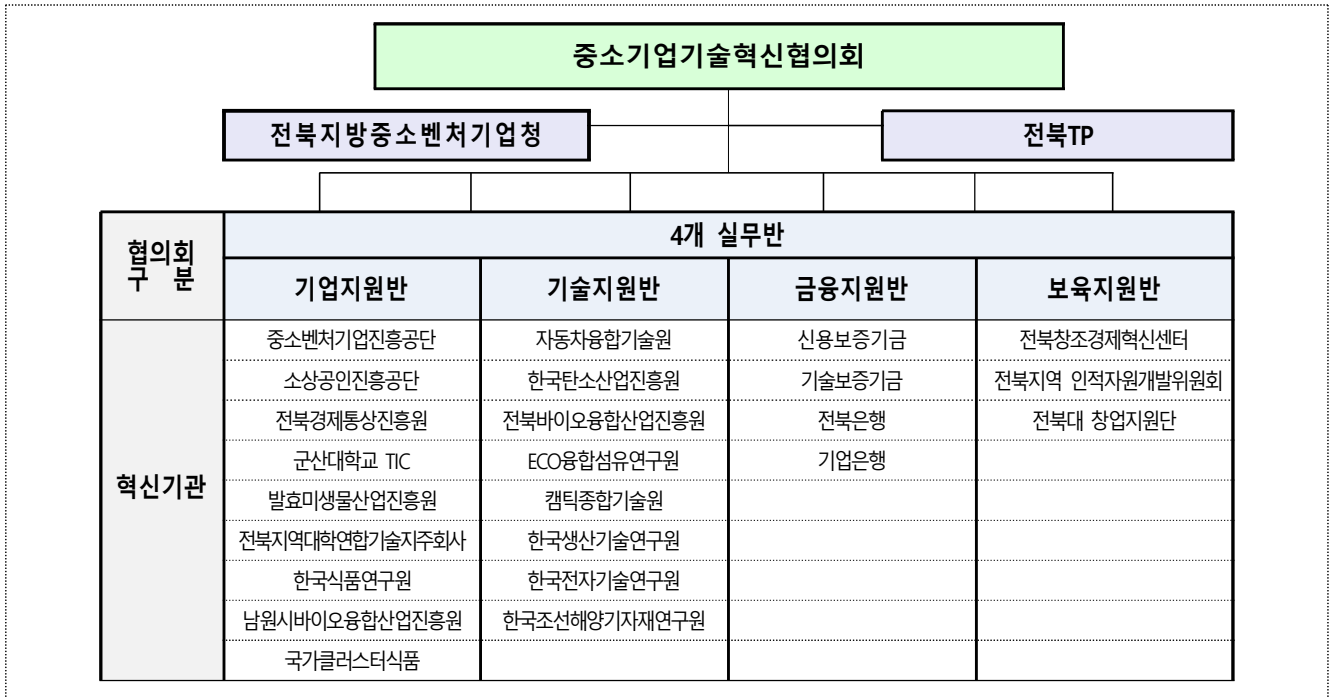 중소기업기술혁신협의회
전북지방중소벤처기업청 전북TP
협의회
구 분
4개 실무반
기업지원반 기술지원반 금융지원반 보육지원반
혁신기관
중소벤처기업진흥공단 자동차융합기술원 신용보증기금 전북창조경제혁신센터
소상공인진흥공단 한국탄소산업진흥원 기술보증기금 전북지역 인적자원개발위원회
전북경제통상진흥원 전북바이오융합산업진흥원 전북은행 전북대 창업지원단
군산대학교 TIC ECO융합섬유연구원 기업은행
발효미생물산업진흥원 캠틱종합기술원
전북지역대학연합기술지주회사 한국생산기술연구원
한국식품연구원 한국전자기술연구원
남원시바이오융합산업진흥원 한국조선해양기자재연구원
국가클러스터식품